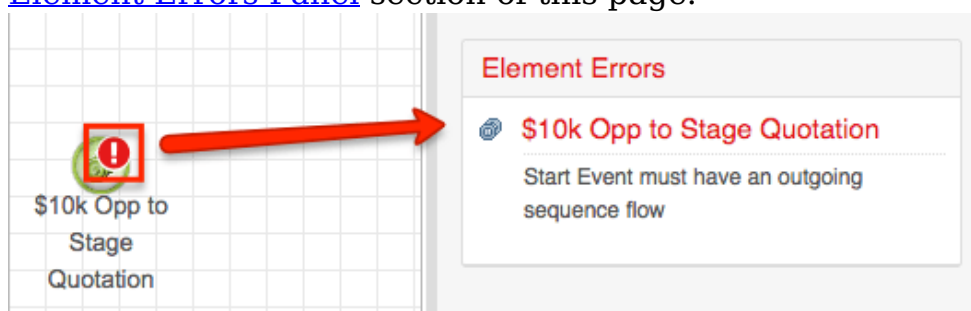 Element Errors Panel section of this page.
Element Errors
$10k Opp to Stage Quotation
Start Event must have an outgoing
sequence flow
$10k Opp to
Stage
Quotation